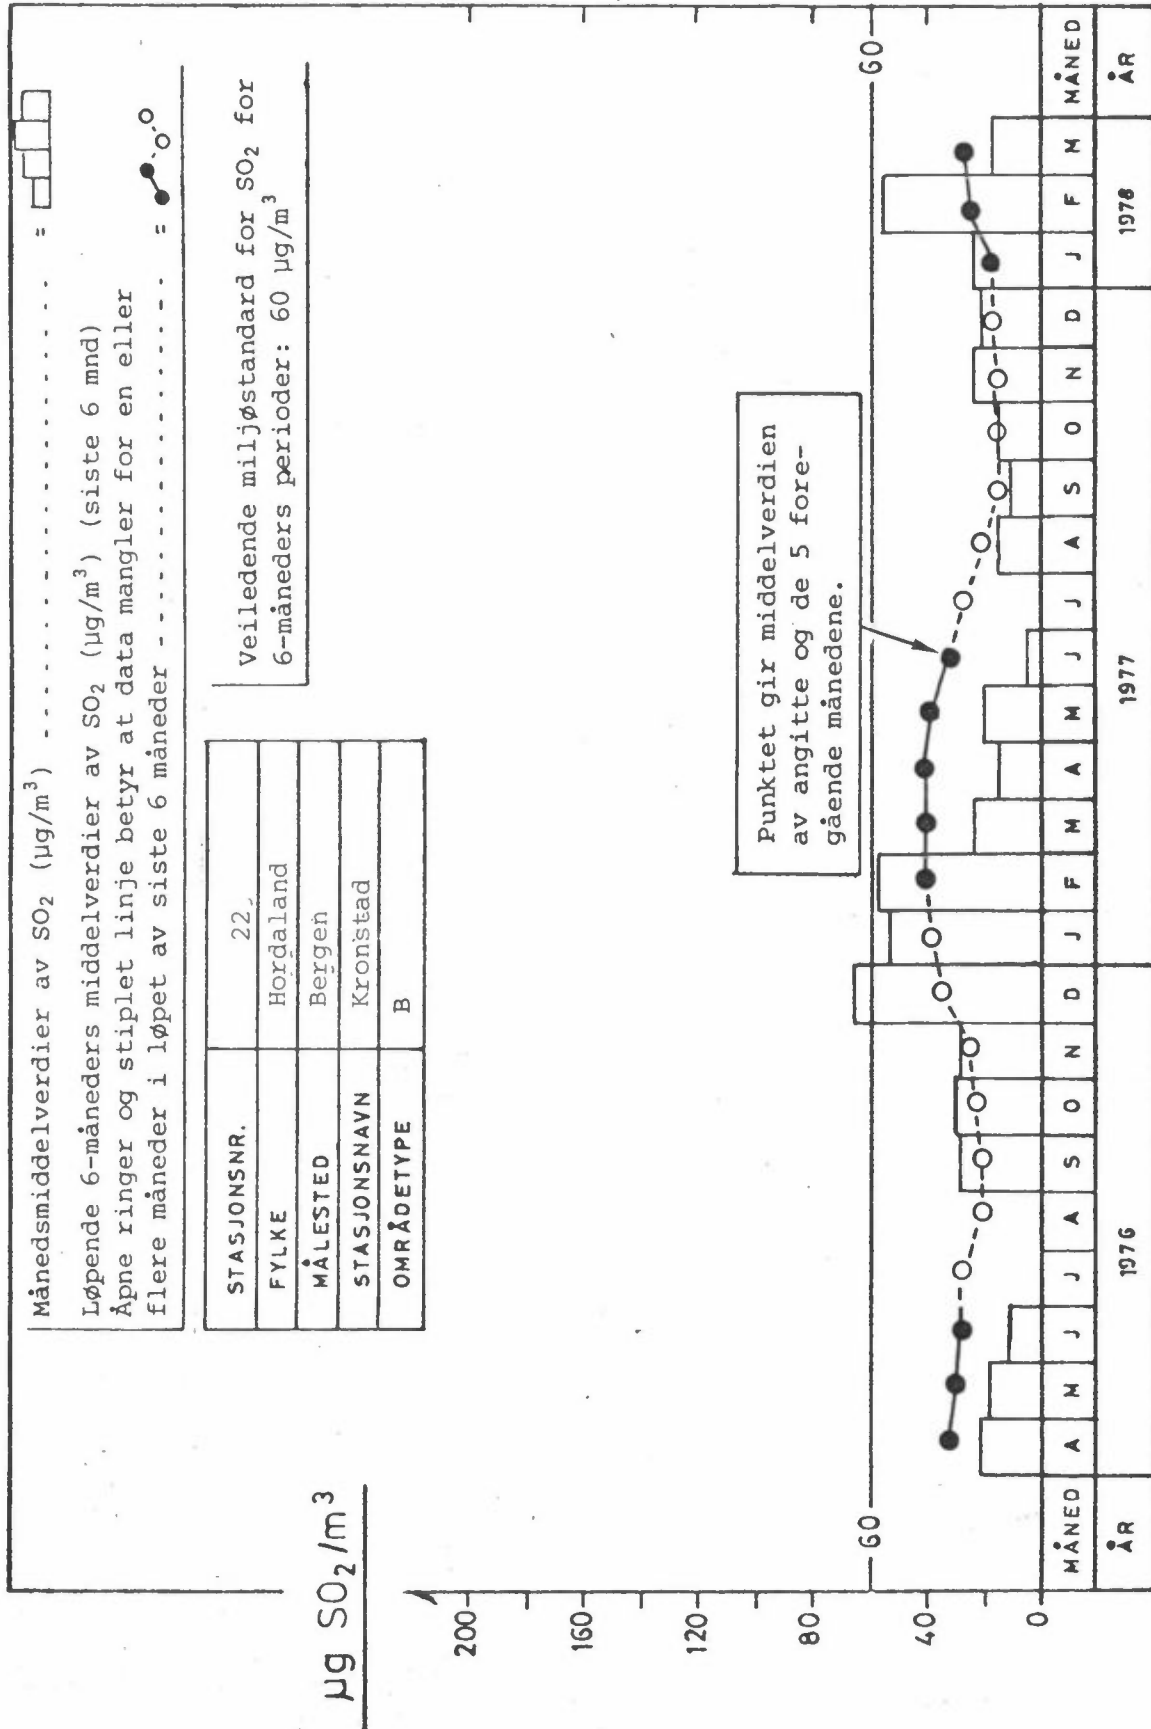 Månedsmiddelverdier av SO₂ (µg/m³) - - - - - - - - - - - - - - - - - - - - - - - =
Løpende 6-måneders middelverdier av SO₂ (µg/m³) (siste 6 mnd)
Åpne ringer og stiplet linje betyr at data mangler for en eller
flere måneder i løpet av siste 6 måneder - - - - - - - - - - - - - - - - - - =
STASJONSNR. 22.
FYLKE Hordaland
MÅLESTED Bergen
STASJONSNAVN Kronstad
OMRÅDETYPE B
Veiledende miljøstandard for SO₂ for
6-måneders perioder: 60 µg/m³
µg SO₂/m³
200
160
120
80
60
60
40
0
Punktet gir middelverdien
av angitte og de 5 fore-
gående månedene.
MÅNED A M J J A S O N D J F M A M J J A S O N D J F M MÅNED
ÅR 1976 1977 1978 ÅR